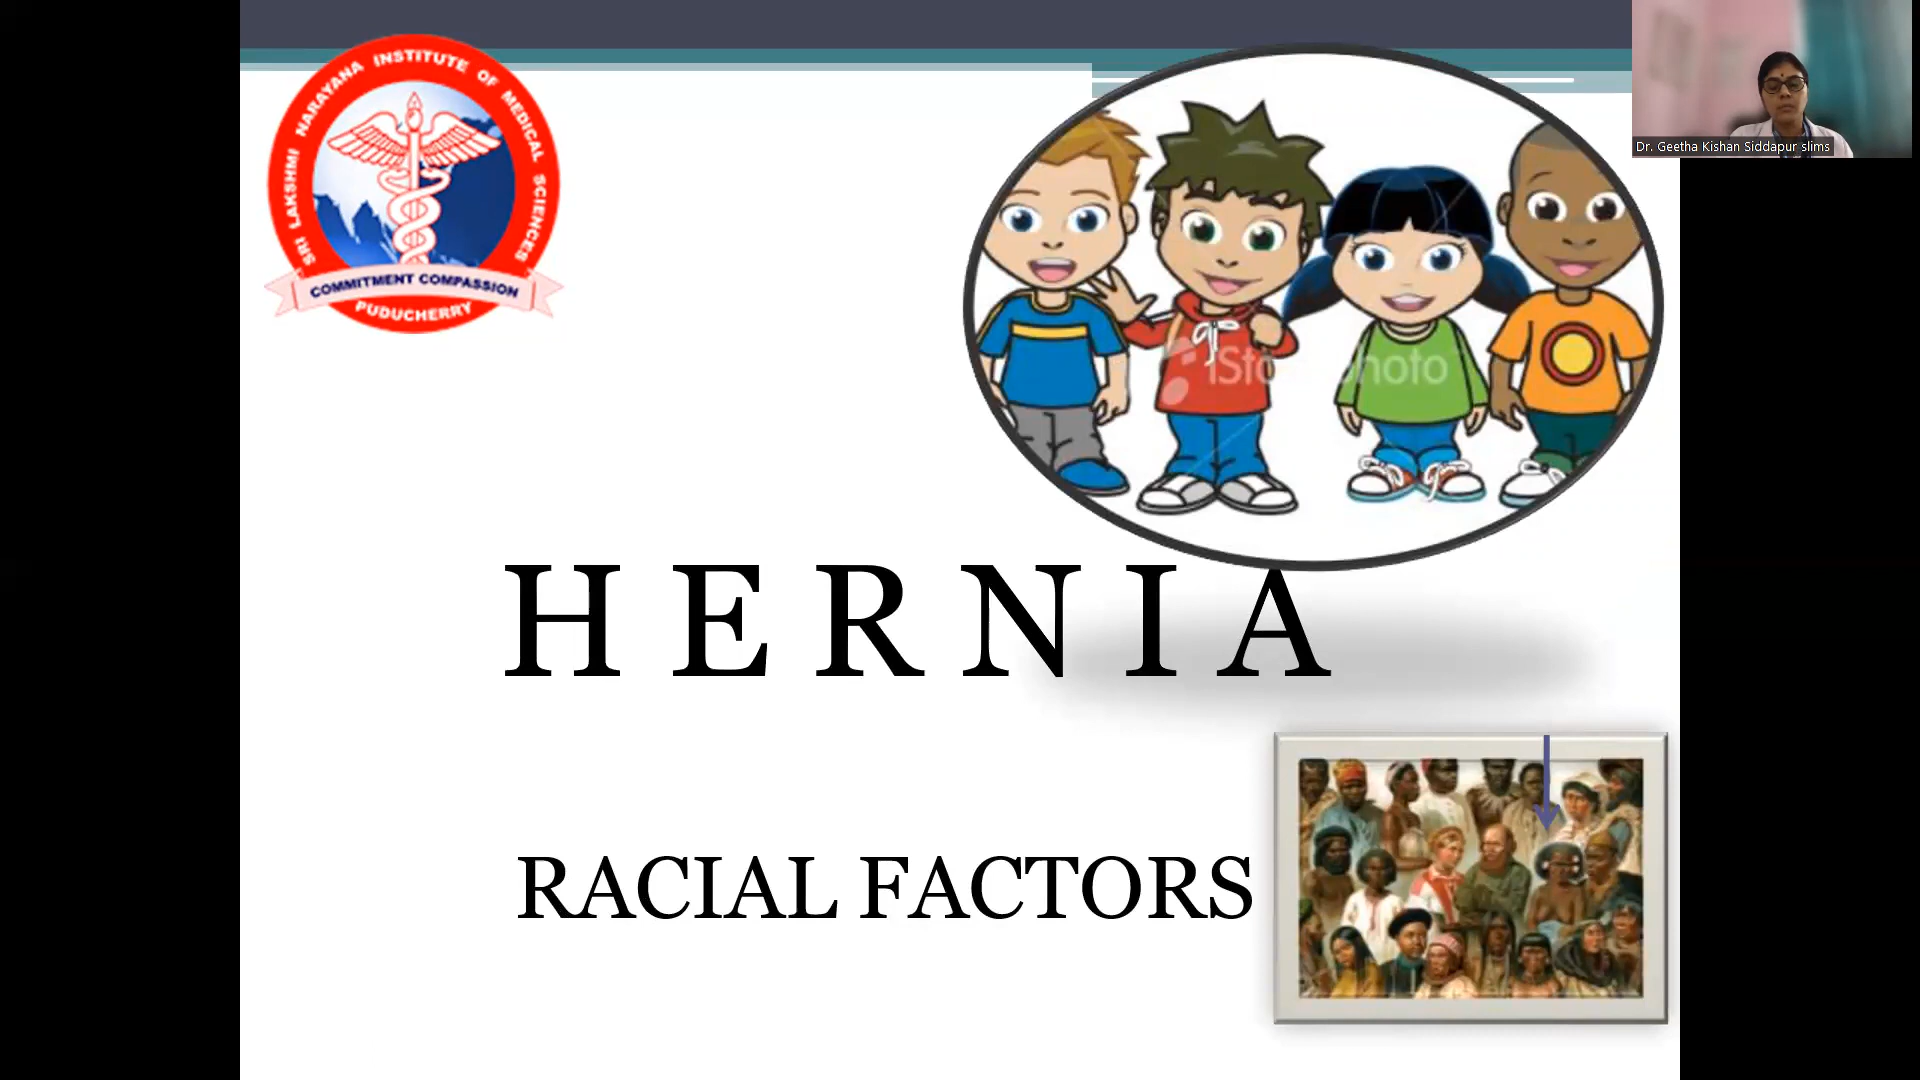 SRI LAKSHMI NARAYANA INSTITUTE OF MEDICAL SCIENCES
COMMITMENT COMPASSION
PUDUCHERRY
Dr. Geetha Kishan Siddapur slims
HERNIA
RACIAL FACTORS